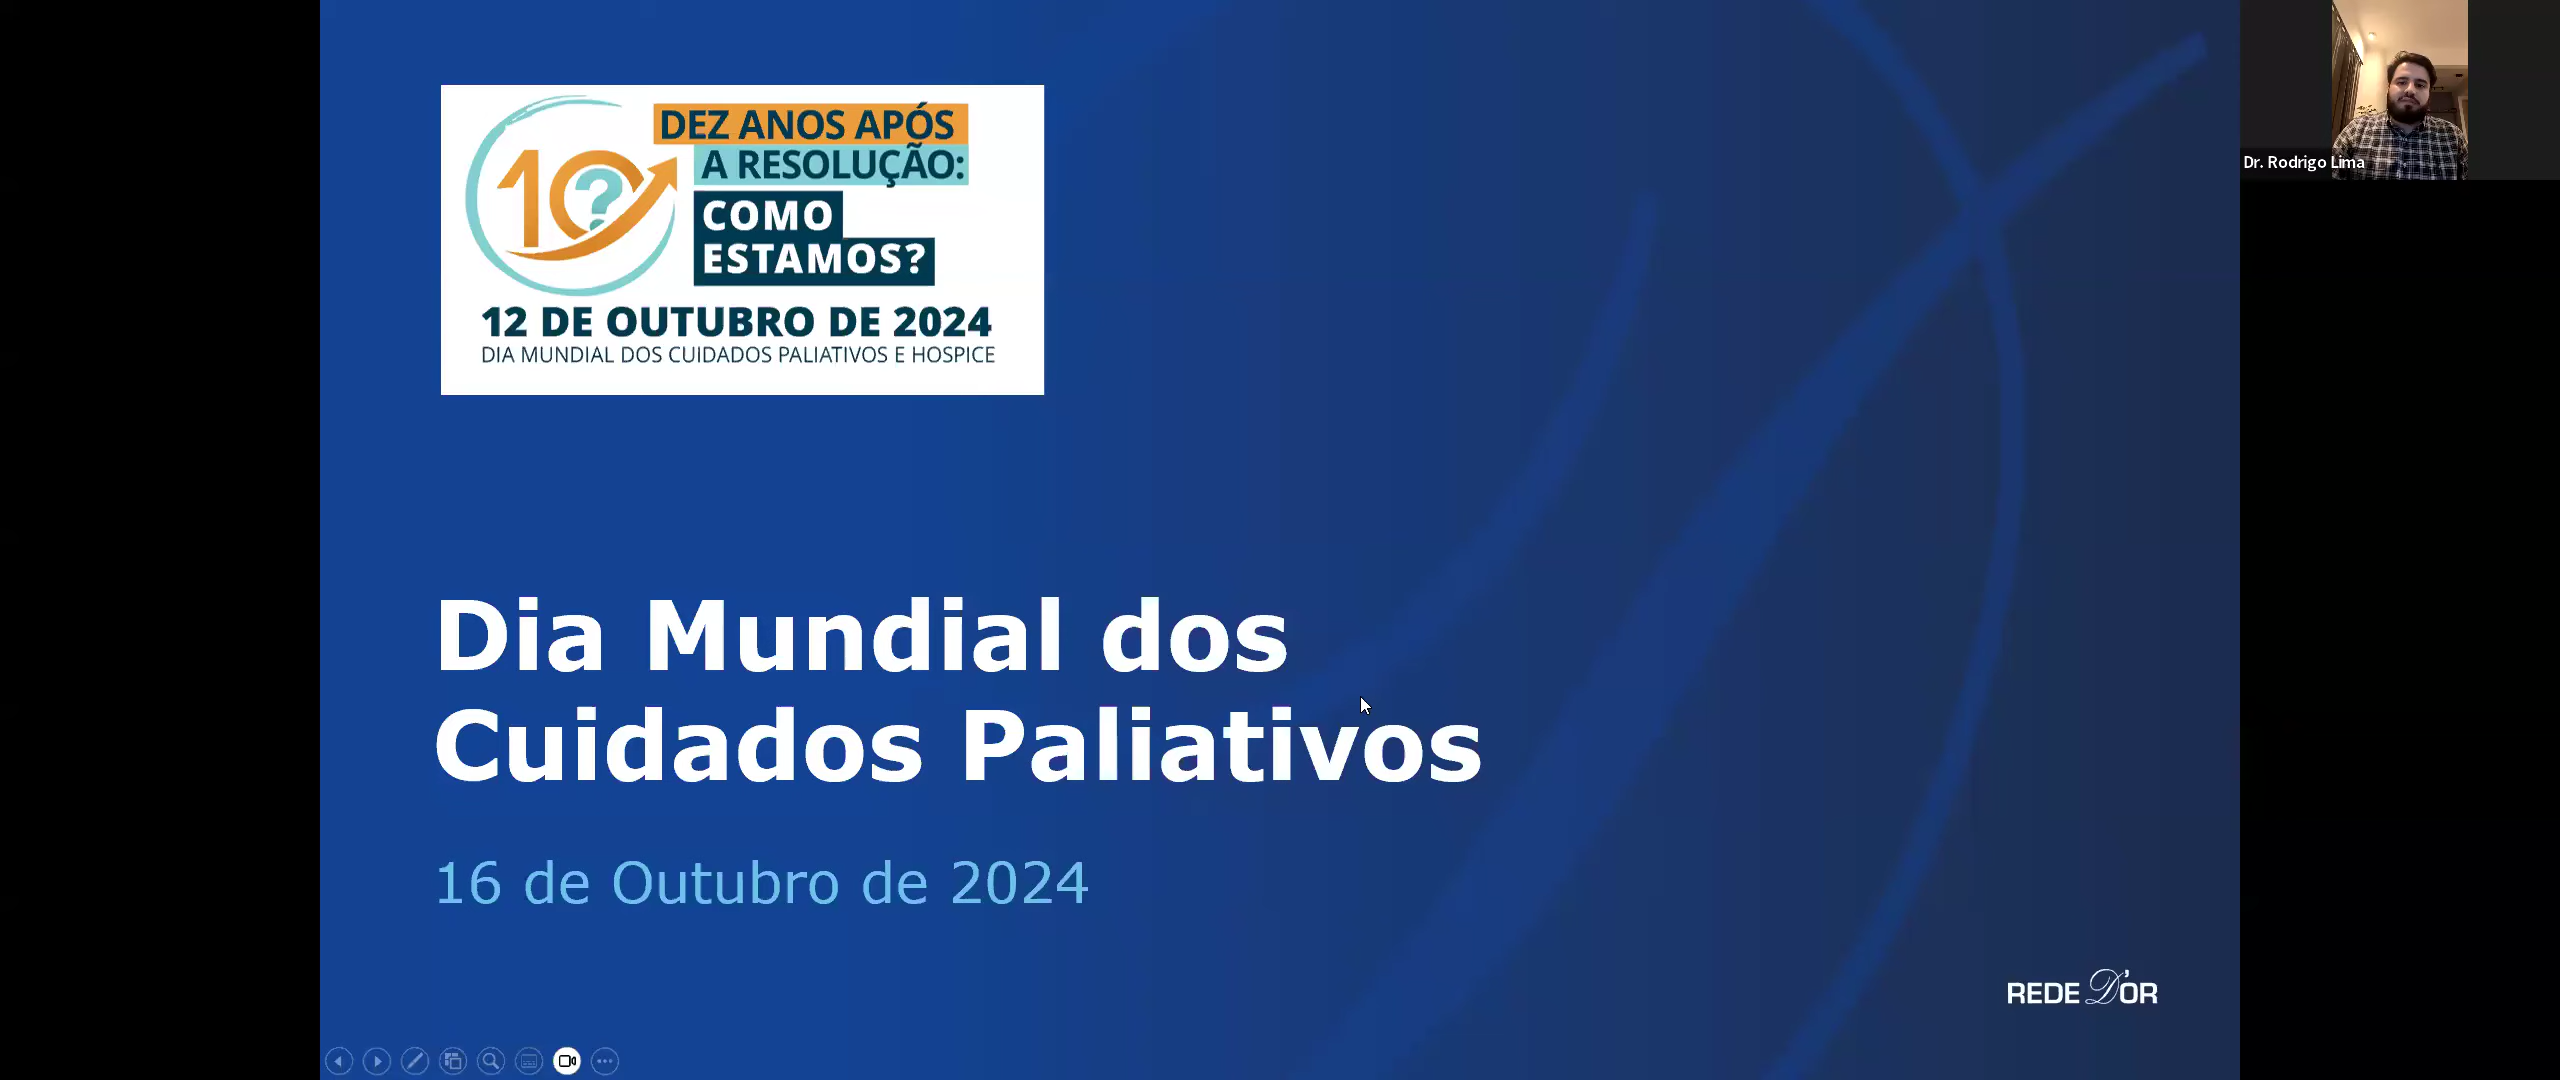 10?
DEZ ANOS APÓS
A RESOLUÇÃO:
COMO
ESTAMOS?
12 DE OUTUBRO DE 2024
DIA MUNDIAL DOS CUIDADOS PALIATIVOS E HOSPICE
Dia Mundial dos
Cuidados Paliativos
16 de Outubro de 2024
REDE D'OR
Dr. Rodrigo Lima